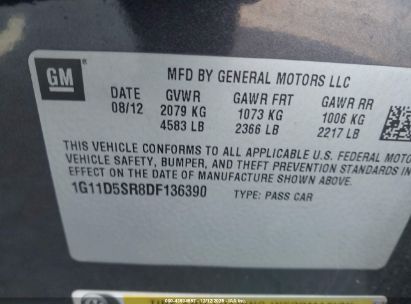 GM
MFD BY GENERAL MOTORS LLC
DATE GVWR GAWR FRT GAWR RR
08/12 2079 KG 1073 KG 1006 KG
4583 LB 2366 LB 2217 LB
THIS VEHICLE CONFORMS TO ALL APPLICABLE U.S. FEDERAL MOTOR
VEHICLE SAFETY, BUMPER, AND THEFT PREVENTION STANDARDS
IN EFFECT ON THE DATE OF MANUFACTURE SHOWN ABOVE.
1G11D5SR8DF136390 TYPE: PASS CAR